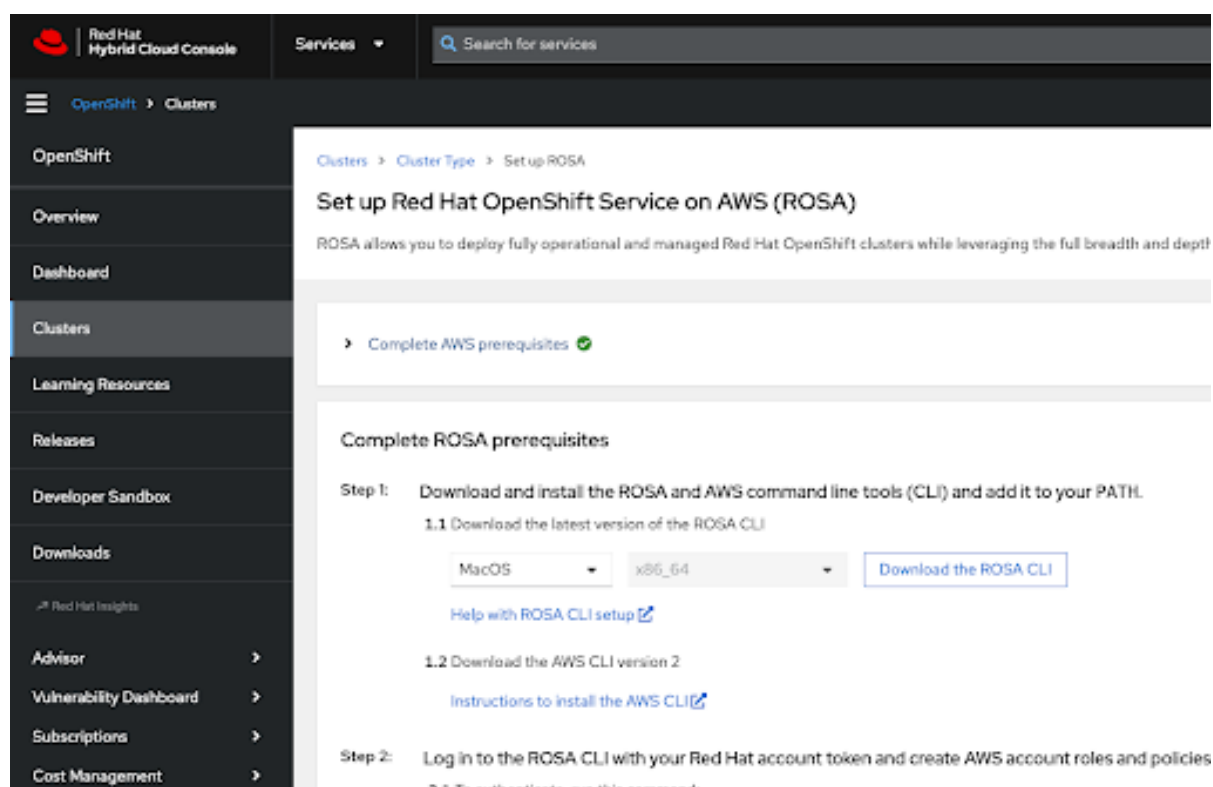 Red Hat
Hybrid Cloud Console
Services
Search for services
OpenShift > Clusters
OpenShift
Overview
Dashboard
Clusters
Learning Resources
Releases
Developer Sandbox
Downloads
Red Hat Insights
Advisor
Vulnerability Dashboard
Subscriptions
Cost Management
Clusters > Cluster Type > Set up ROSA
Set up Red Hat OpenShift Service on AWS (ROSA)
ROSA allows you to deploy fully operational and managed Red Hat OpenShift clusters while leveraging the full breadth and depth
Complete AWS prerequisites
Complete ROSA prerequisites
Step 1: Download and install the ROSA and AWS command line tools (CLI) and add it to your PATH.
1.1 Download the latest version of the ROSA CLI
MacOS x86_64 Download the ROSA CLI
Help with ROSA CLI setup
1.2 Download the AWS CLI version 2
Instructions to install the AWS CLI
Step 2: Log in to the ROSA CLI with your Red Hat account token and create AWS account roles and policies